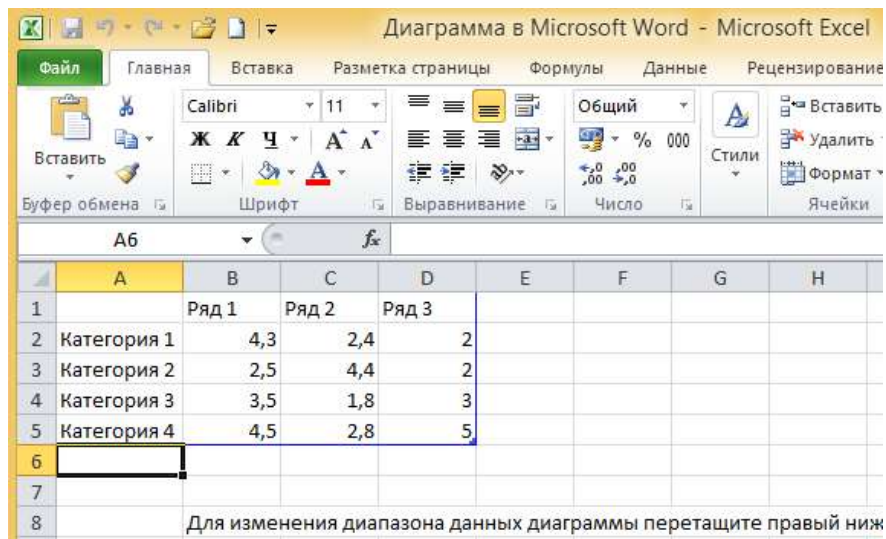 Диаграмма в Microsoft Word - Microsoft Excel
Файл Главная Вставка Разметка страницы Формулы Данные Рецензирование
Calibri 11 Общий Вставить
Ж К Ч А А % 000 Удалить
Вставить Стили
,0 ,00 ,00 ,0 Формат
Буфер обмена Шрифт Выравнивание Число Ячейки
A6 fx
A B C D E F G H
1 Ряд 1 Ряд 2 Ряд 3
2 Категория 1 4,3 2,4 2
3 Категория 2 2,5 4,4 2
4 Категория 3 3,5 1,8 3
5 Категория 4 4,5 2,8 5
6
7
8 Для изменения диапазона данных диаграммы перетащите правый ниж